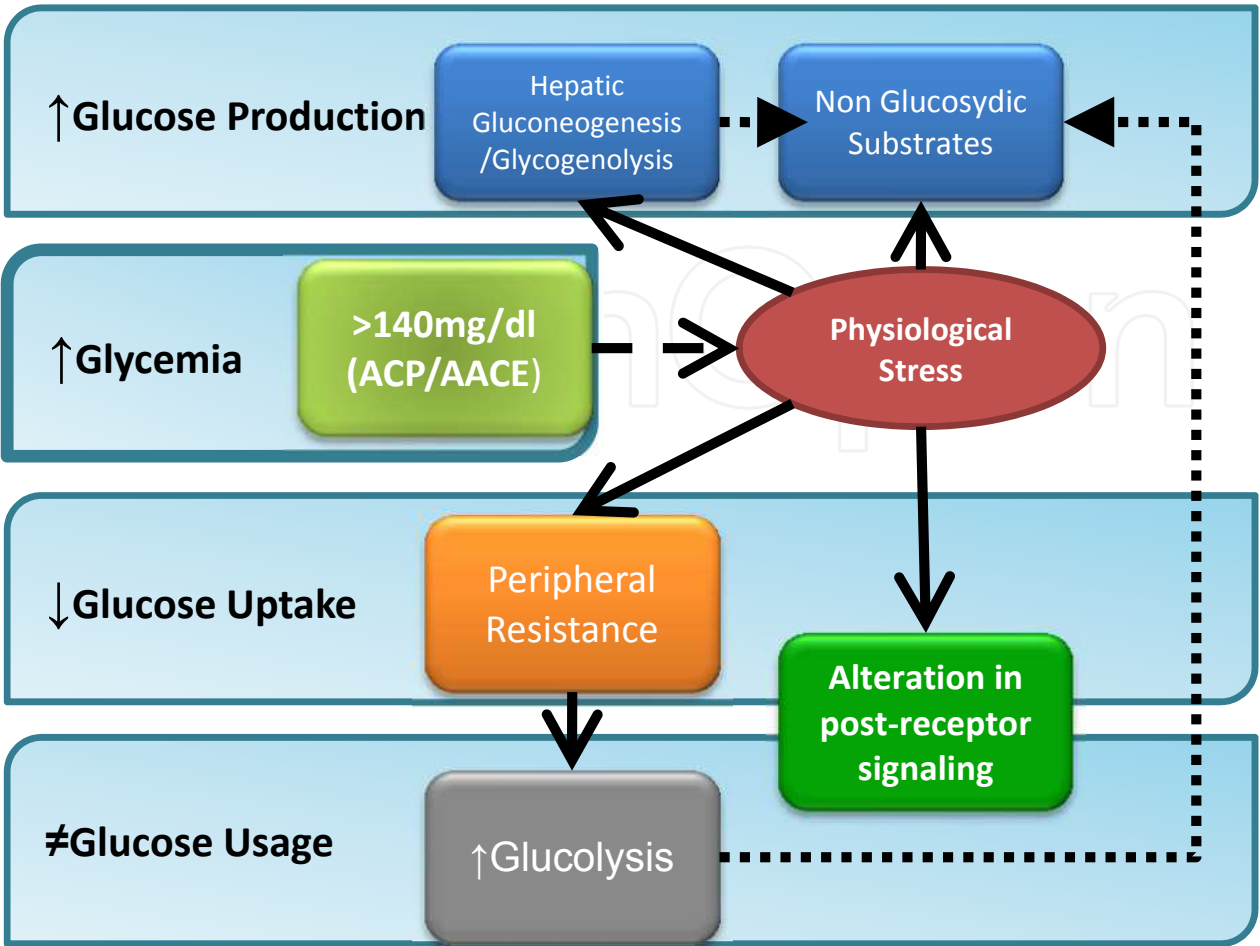 ↑Glucose Production
Hepatic
Gluconeogenesis
/Glycogenolysis
Non Glucosydic
Substrates
↑Glycemia
>140mg/dl
(ACP/AACE)
Physiological
Stress
↓Glucose Uptake
Peripheral
Resistance
Alteration in
post-receptor
signaling
≠Glucose Usage
↑Glucolysis